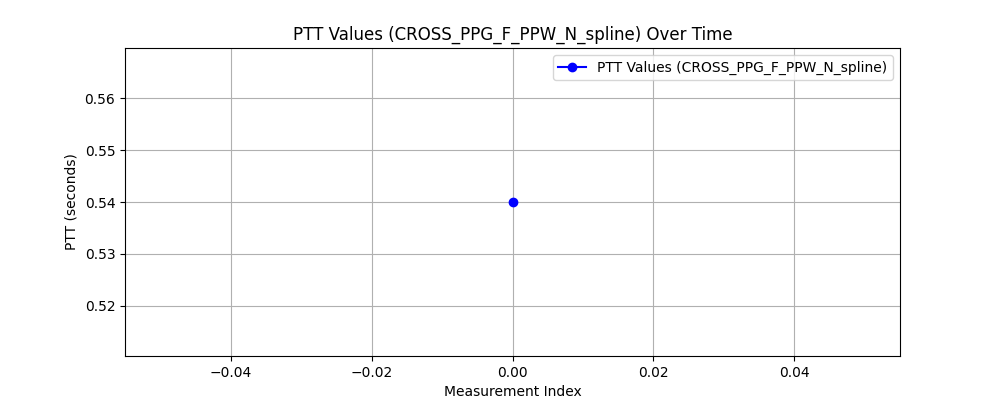 PTT Values (CROSS_PPG_F_PPW_N_spline) Over Time
PTT Values (CROSS_PPG_F_PPW_N_spline)
0.56
0.55
0.54
0.53
0.52
PTT (seconds)
−0.04 −0.02 0.00 0.02 0.04
Measurement Index